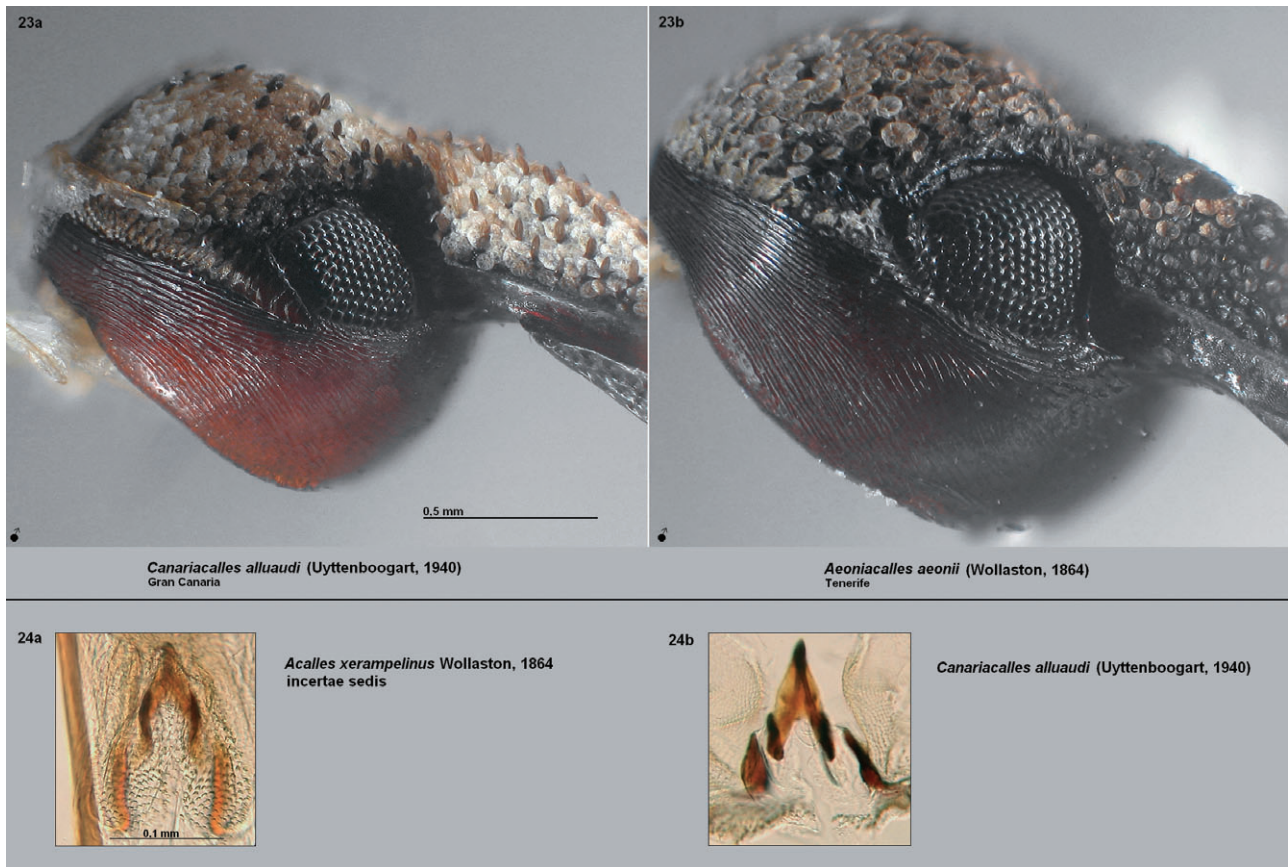 23a
23b
0.5 mm
Canariacalles alluaudi (Uyttenboogart, 1940)
Gran Canaria
Aeoniacalles aeonii (Wollaston, 1864)
Tenerife
24a
Acalles xerampelinus Wollaston, 1864
incertae sedis
0.1 mm
24b
Canariacalles alluaudi (Uyttenboogart, 1940)